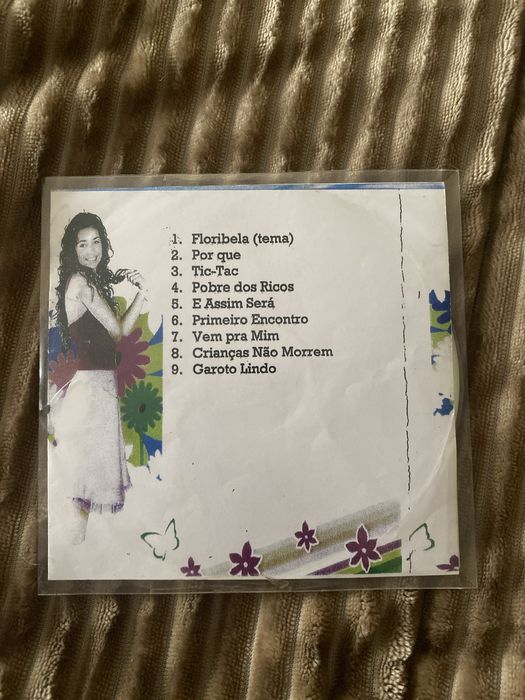 1. Floribela (tema)
2. Por que
3. Tic-Tac
4. Pobre dos Ricos
5. E Assim Será
6. Primeiro Encontro
7. Vem pra Mim
8. Crianças Não Morrem
9. Garoto Lindo